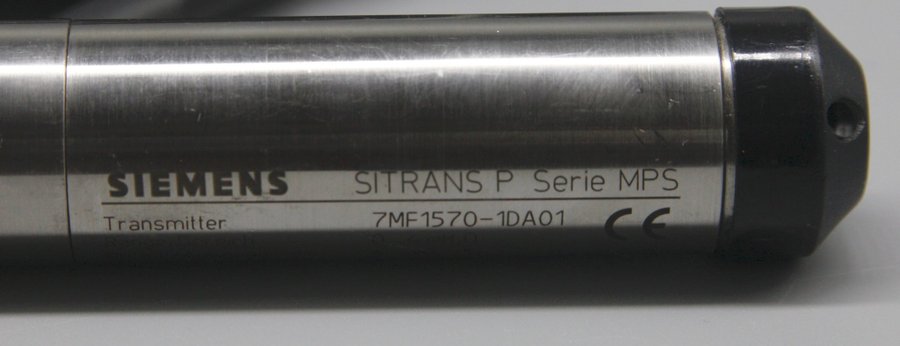 SIEMENS SITRANS P Serie MPS
Transmitter 7MF1570-1DA01 CE